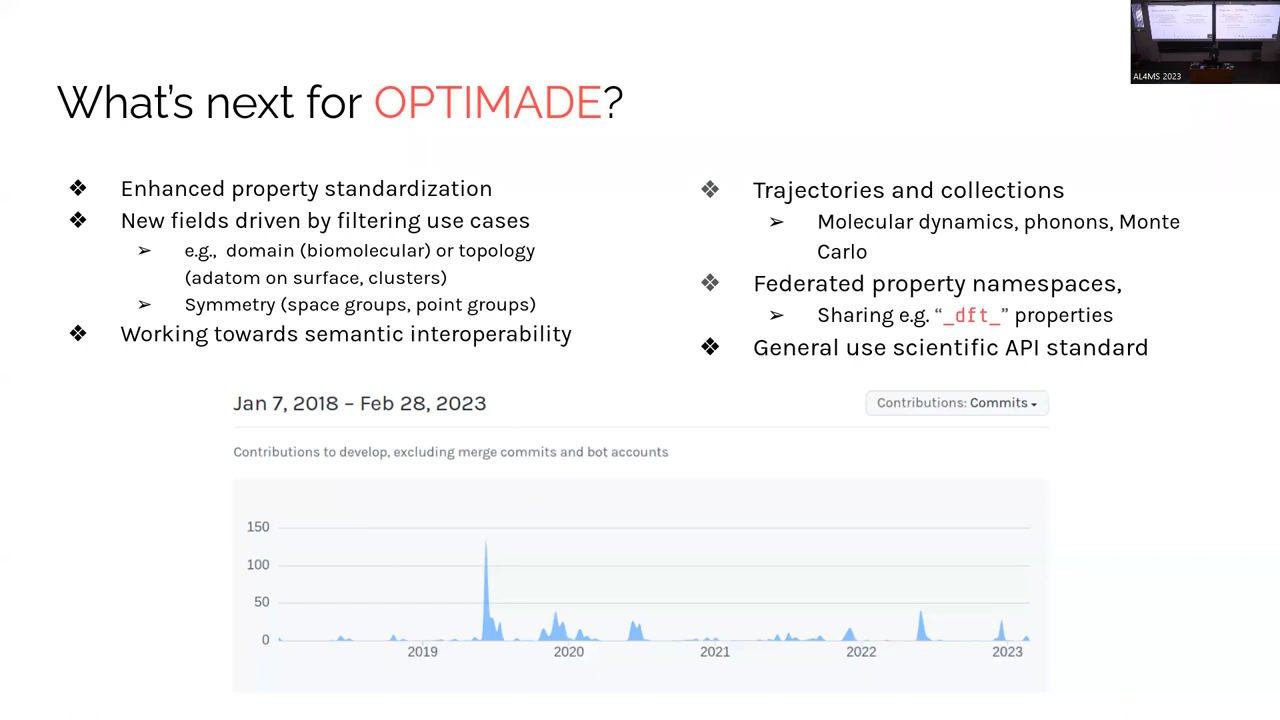 AL4MS 2023
What's next for OPTIMADE?
❖ Enhanced property standardization
❖ New fields driven by filtering use cases
➢ e.g., domain (biomolecular) or topology
(adatom on surface, clusters)
➢ Symmetry (space groups, point groups)
❖ Working towards semantic interoperability
❖ Trajectories and collections
➢ Molecular dynamics, phonons, Monte
Carlo
❖ Federated property namespaces,
➢ Sharing e.g. “_dft_” properties
❖ General use scientific API standard
Jan 7, 2018 – Feb 28, 2023
Contributions: Commits
Contributions to develop, excluding merge commits and bot accounts
150
100
50
0
2019 2020 2021 2022 2023